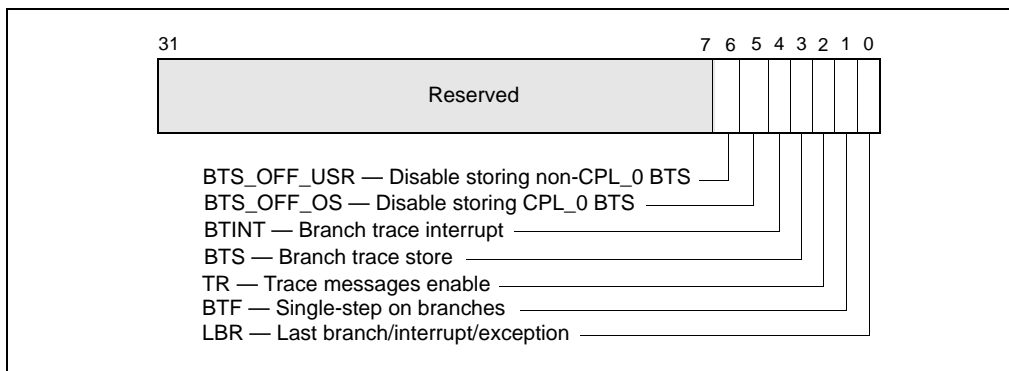 31 7 6 5 4 3 2 1 0
Reserved
BTS_OFF_USR — Disable storing non-CPL_0 BTS
BTS_OFF_OS — Disable storing CPL_0 BTS
BTINT — Branch trace interrupt
BTS — Branch trace store
TR — Trace messages enable
BTF — Single-step on branches
LBR — Last branch/interrupt/exception